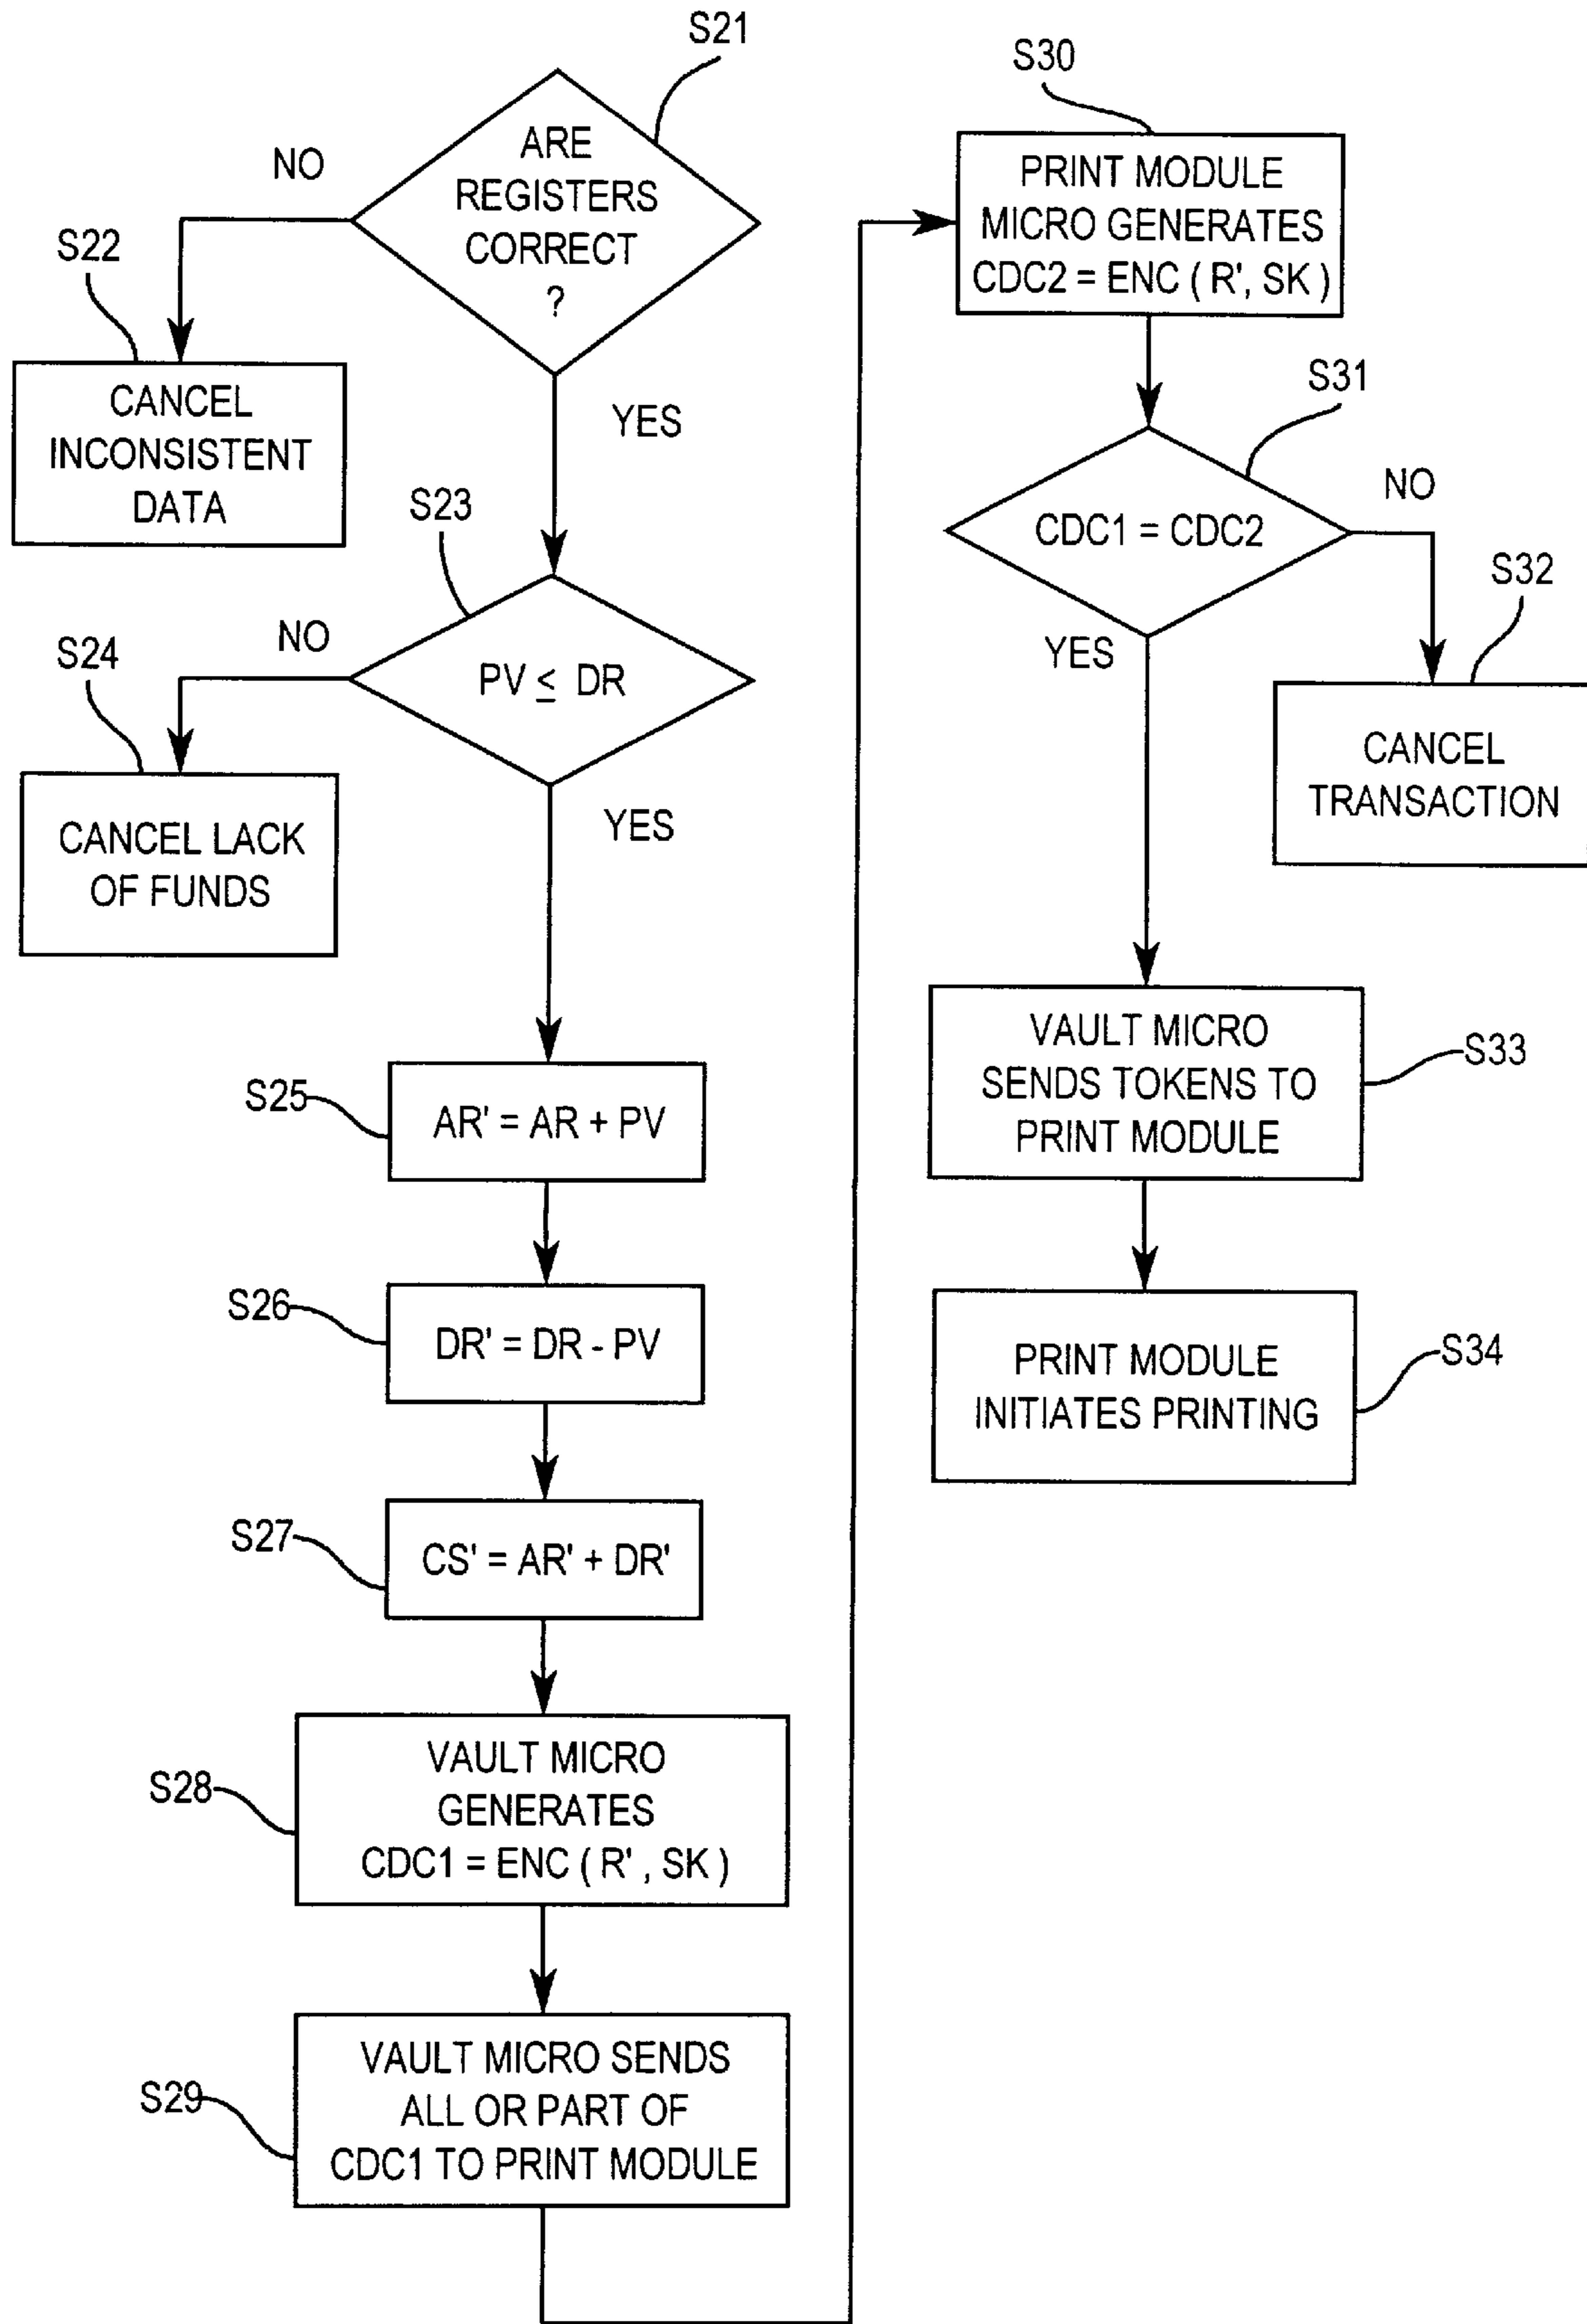 S21
ARE
REGISTERS
CORRECT
?
NO
YES
S22
CANCEL
INCONSISTENT
DATA
S23
PV ≤ DR
NO
YES
S24
CANCEL LACK
OF FUNDS
S25
AR' = AR + PV
S26
DR' = DR - PV
S27
CS' = AR' + DR'
S28
VAULT MICRO
GENERATES
CDC1 = ENC ( R' , SK )
S29
VAULT MICRO SENDS
ALL OR PART OF
CDC1 TO PRINT MODULE
S30
PRINT MODULE
MICRO GENERATES
CDC2 = ENC ( R', SK )
S31
CDC1 = CDC2
NO
YES
S32
CANCEL
TRANSACTION
S33
VAULT MICRO
SENDS TOKENS TO
PRINT MODULE
S34
PRINT MODULE
INITIATES PRINTING